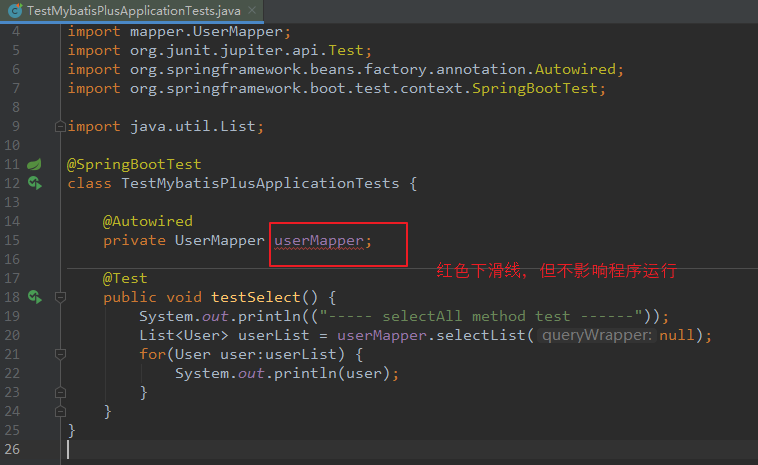 TestMybatisPlusApplicationTests.java
4 import mapper.UserMapper;
5 import org.junit.jupiter.api.Test;
6 import org.springframework.beans.factory.annotation.Autowired;
7 import org.springframework.boot.test.context.SpringBootTest;
8
9 import java.util.List;
10
11 @SpringBootTest
12 class TestMybatisPlusApplicationTests {
13
14 @Autowired
15 private UserMapper userMapper;
16
红色下滑线，但不影响程序运行
17 @Test
18 public void testSelect() {
19 System.out.println(("----- selectAll method test ------"));
20 List<User> userList = userMapper.selectList( queryWrapper: null);
21 for(User user:userList) {
22 System.out.println(user);
23 }
24 }
25 }
26